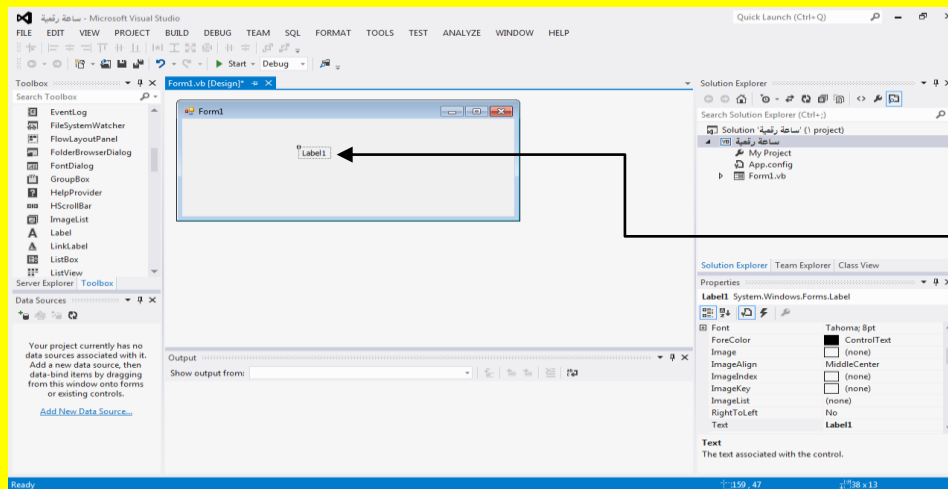 ساعة رقمية - Microsoft Visual Studio
Quick Launch (Ctrl+Q)
FILE EDIT VIEW PROJECT BUILD DEBUG TEAM SQL FORMAT TOOLS TEST ANALYZE WINDOW HELP
Start Debug
Toolbox
Search Toolbox
EventLog
FileSystemWatcher
FlowLayoutPanel
FolderBrowserDialog
FontDialog
GroupBox
HelpProvider
HScrollBar
ImageList
Label
LinkLabel
ListBox
ListView
Server Explorer Toolbox
Data Sources
Your project currently has no
data sources associated with it.
Add a new data source, then
data-bind items by dragging
from this window onto forms
or existing controls.
Add New Data Source...
Form1.vb [Design]*
Form1
Label1
Output
Show output from:
Solution Explorer
Search Solution Explorer (Ctrl+;)
Solution 'ساعة رقمية' (١ project)
ساعة رقمية
My Project
App.config
Form1.vb
Solution Explorer Team Explorer Class View
Properties
Label1 System.Windows.Forms.Label
Font Tahoma; 8pt
ForeColor ControlText
Image (none)
ImageAlign MiddleCenter
ImageIndex (none)
ImageKey (none)
ImageList (none)
RightToLeft No
Text Label1
Text
The text associated with the control.
Ready
159 , 47
38 x 13